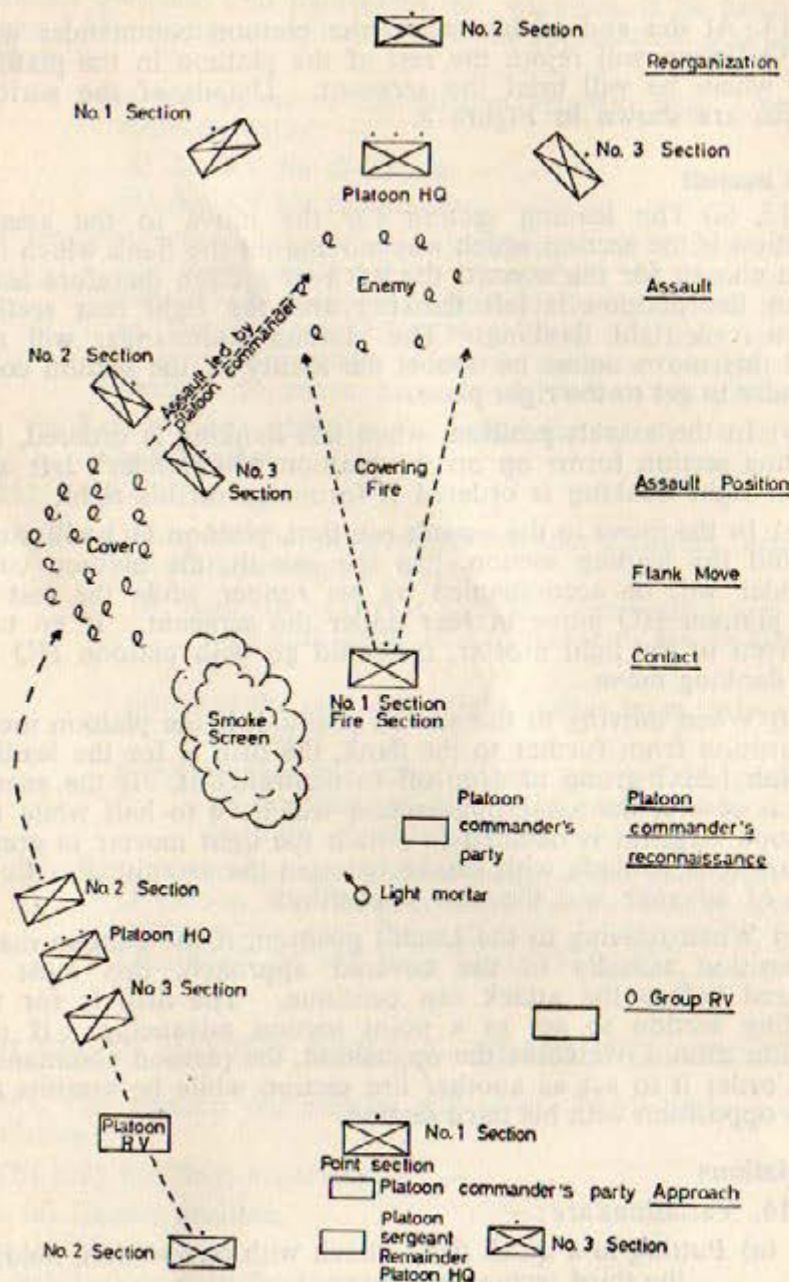 No. 2 Section
Reorganization
No. 1 Section
Platoon HQ
No. 3 Section
Enemy
Assault
No. 2
Section
Assault led by
platoon commander
No. 3
Section
Covering
Fire
Assault Position
Cover
Flank Move
Contact
No. 1 Section
Fire Section
Smoke
Screen
Platoon
commander's
party
Platoon
commander's
reconnaissance
Light mortar
No. 2 Section
Platoon HQ
No. 3 Section
O Group RV
Platoon
RV
No. 1 Section
Point section
Platoon commander's party
Approach
Platoon
sergeant
Remainder
Platoon HQ
No. 2 Section
No. 3 Section